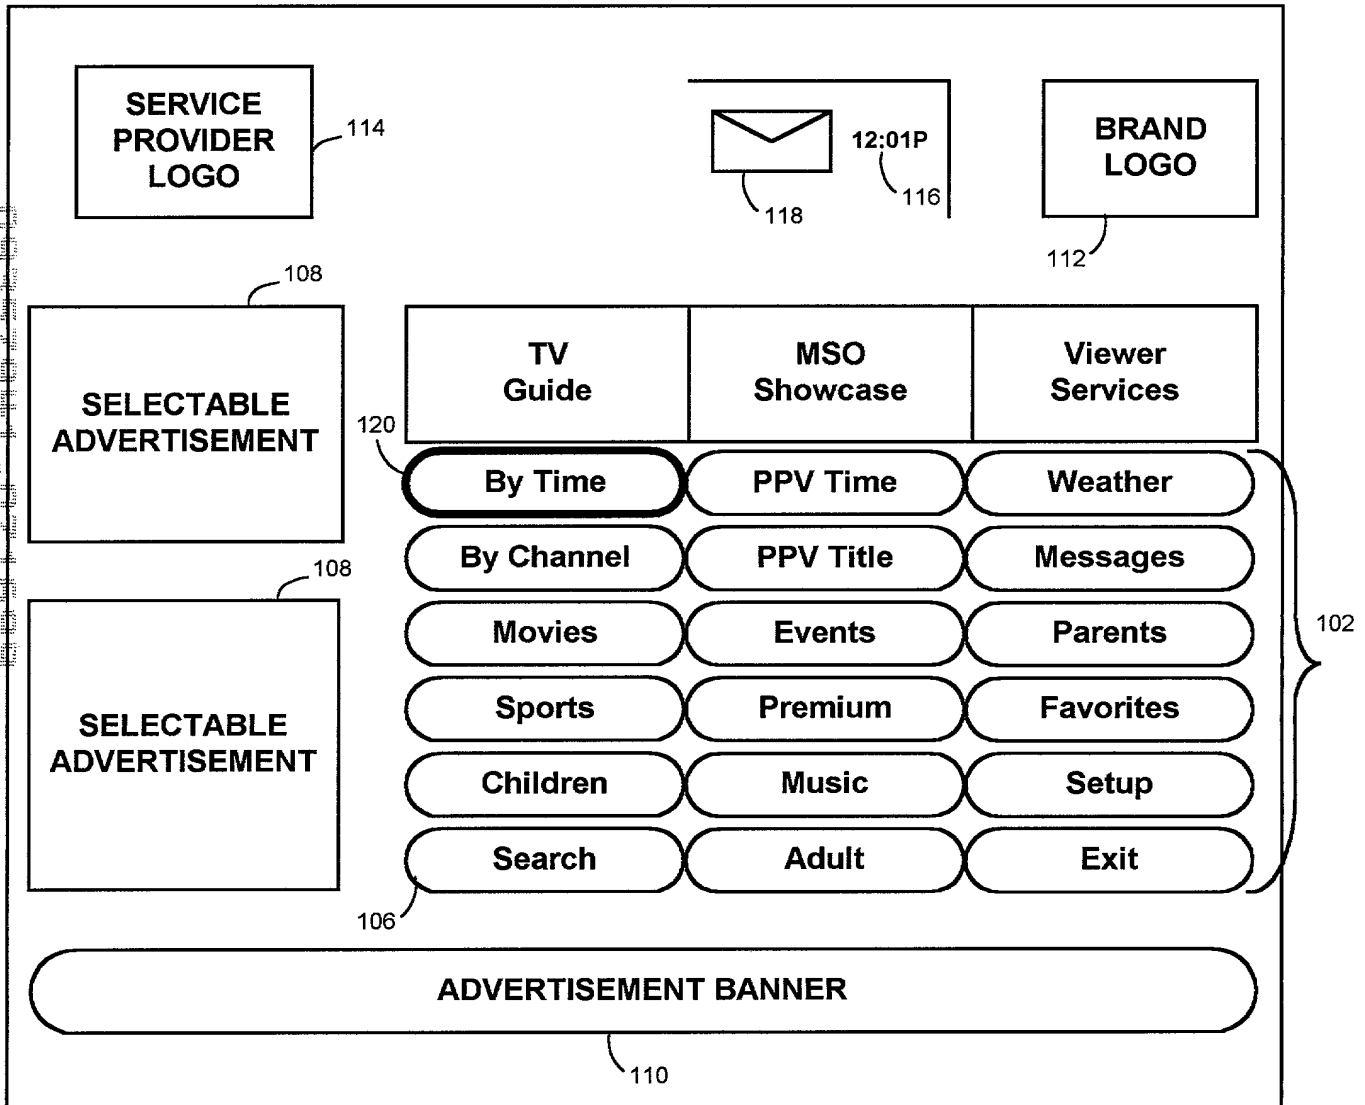 SERVICE
PROVIDER
LOGO
114
12:01P
118
116
BRAND
LOGO
112
108
SELECTABLE
ADVERTISEMENT
108
SELECTABLE
ADVERTISEMENT
TV
Guide
MSO
Showcase
Viewer
Services
120
By Time
PPV Time
Weather
By Channel
PPV Title
Messages
Movies
Events
Parents
102
Sports
Premium
Favorites
Children
Music
Setup
Search
Adult
Exit
106
ADVERTISEMENT BANNER
110